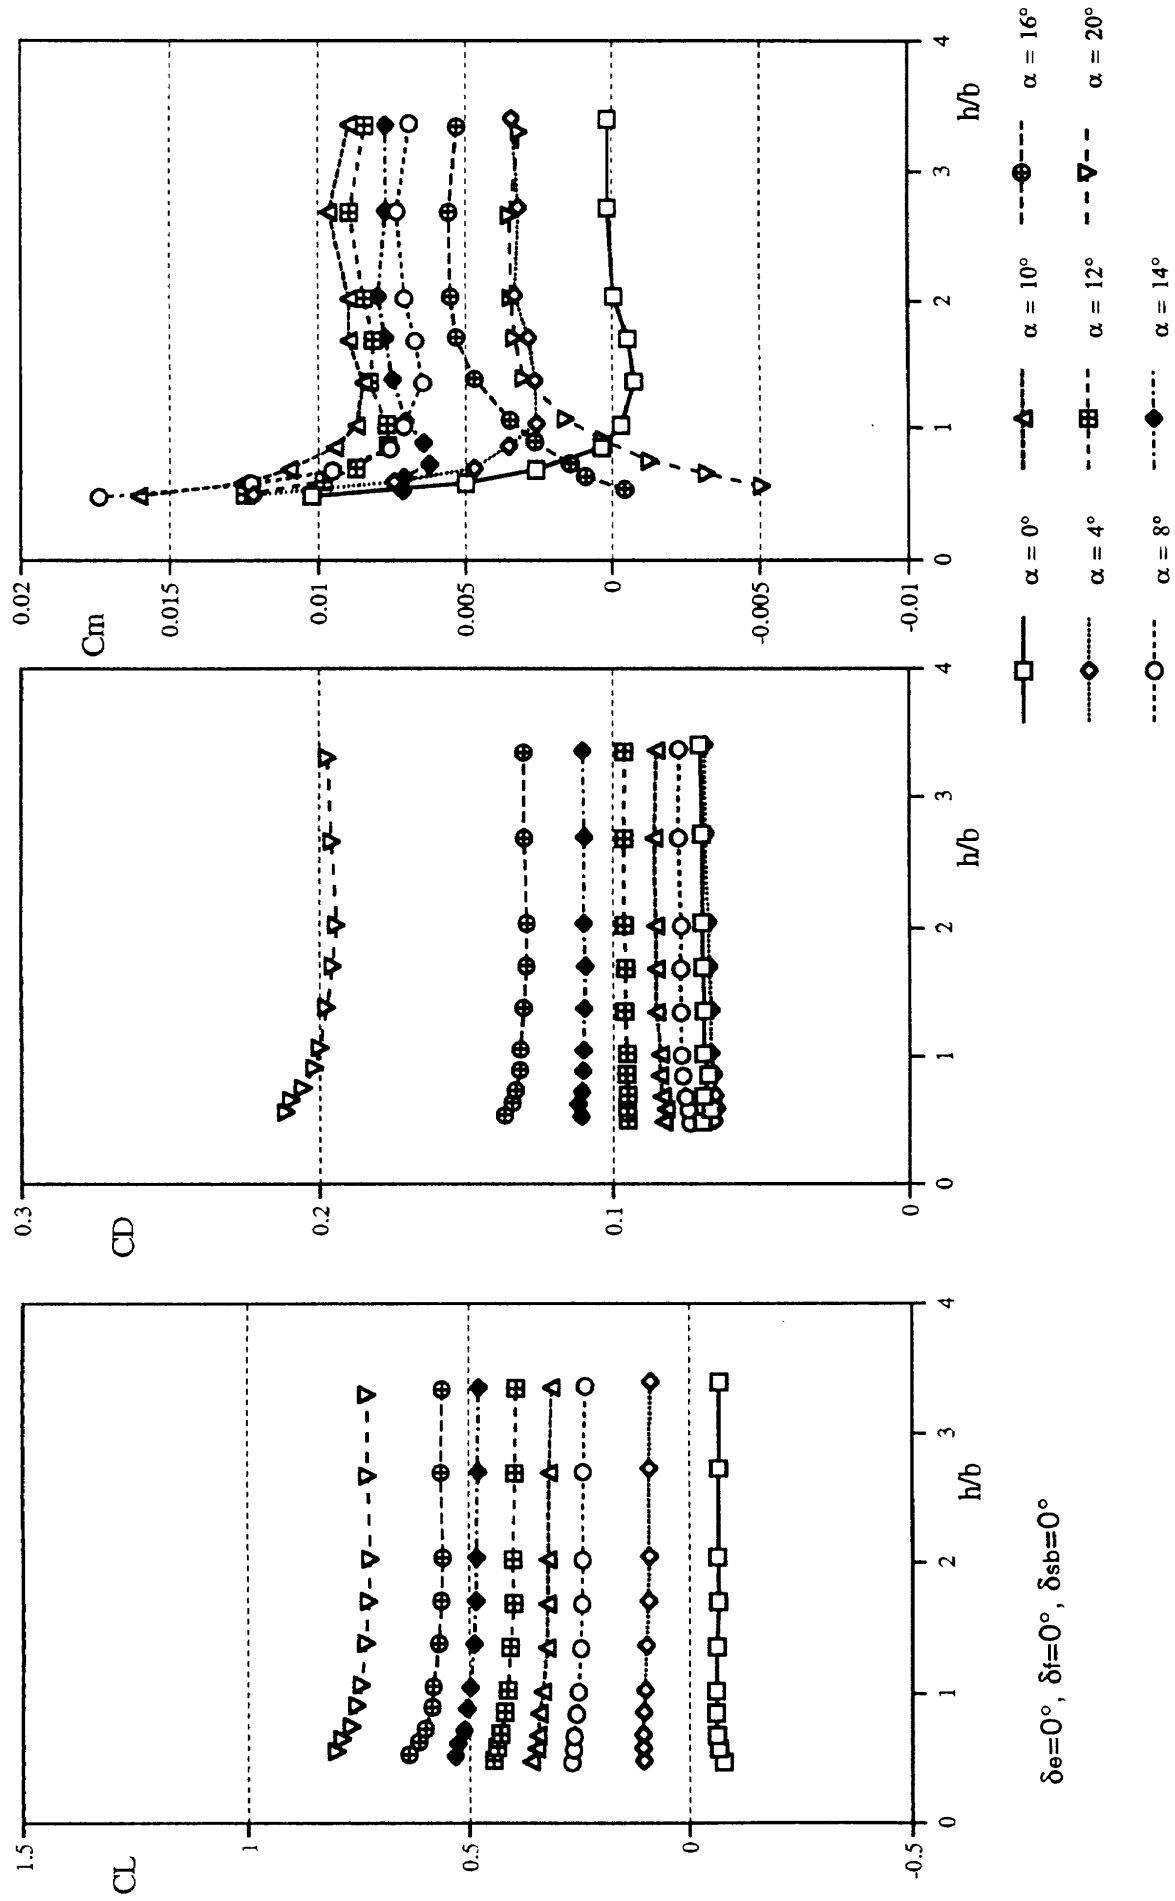 CL
1.5
1
0.5
0
-0.5
0
1
2
3
4
h/b
CD
0.3
0.2
0.1
0
0
1
2
3
4
h/b
Cm
0.02
0.015
0.01
0.005
0
-0.005
-0.01
0
1
2
3
4
h/b
α = 0°
α = 10°
α = 16°
α = 4°
α = 12°
α = 20°
α = 8°
α = 14°
δe=0°, δf=0°, δsb=0°